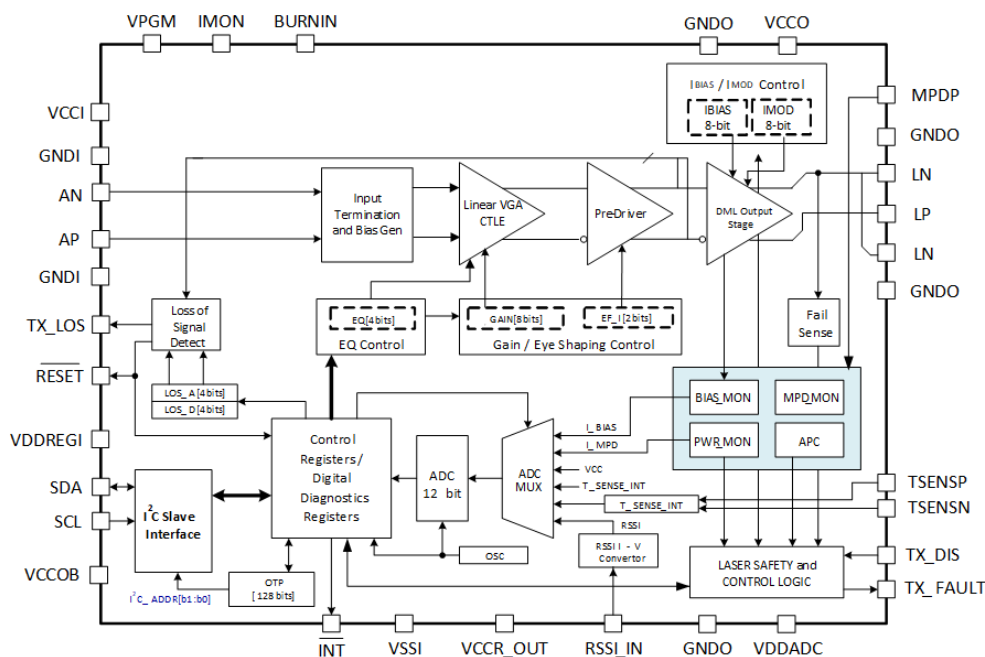 VPGM
IMON
BURNIN
GNDO
VCCO
VCCI
GNDI
AN
AP
GNDI
TX_LOS
RESET
VDDREGI
SDA
SCL
VCCOB
MPDP
GNDO
LN
LP
LN
GNDO
TSENSP
TSENSN
TX_DIS
TX_FAULT
IBIAS / IMOD Control
IBIAS
8-bit
IMOD
8-bit
Input
Termination
and Bias Gen
Linear VGA
CTLE
PreDriver
DML Output
Stage
Loss of
Signal
Detect
LOS_A[4bits]
LOS_D[4bits]
EQ[4bits]
EQ Control
GAIN[8bits]
EF_I[2bits]
Gain / Eye Shaping Control
Fail
Sense
BIAS_MON
MPD_MON
PWR_MON
APC
Control
Registers/
Digital
Diagnostics
Registers
ADC
12 bit
ADC
MUX
I_BIAS
I_MPD
VCC
T_SENSE_INT
T_SENSE_INT
RSSI
RSSI I - V
Convertor
OSC
I²C Slave
Interface
OTP
[128 bits]
I²C_ADDR[b1:b0]
LASER SAFETY and
CONTROL LOGIC
INT
VSSI
VCCR_OUT
RSSI_IN
GNDO
VDDADC